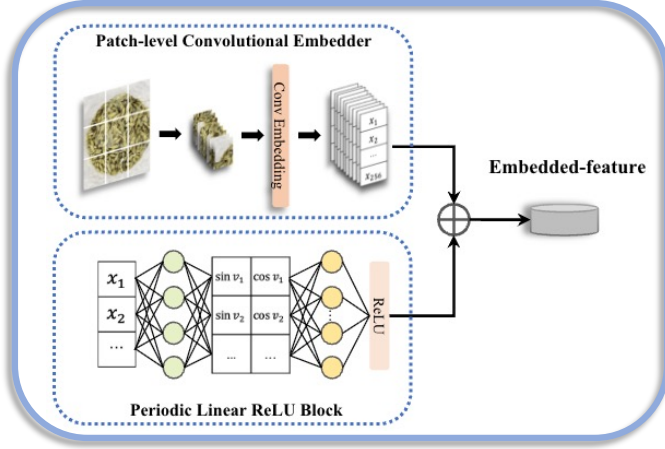 Patch-level Convolutional Embedder
Conv Embedding
x₁
x₂
...
x₂₅₆
Embedded-feature
x₁
x₂
...
sin v₁ cos v₁
sin v₂ cos v₂
... ...
ReLU
Periodic Linear ReLU Block